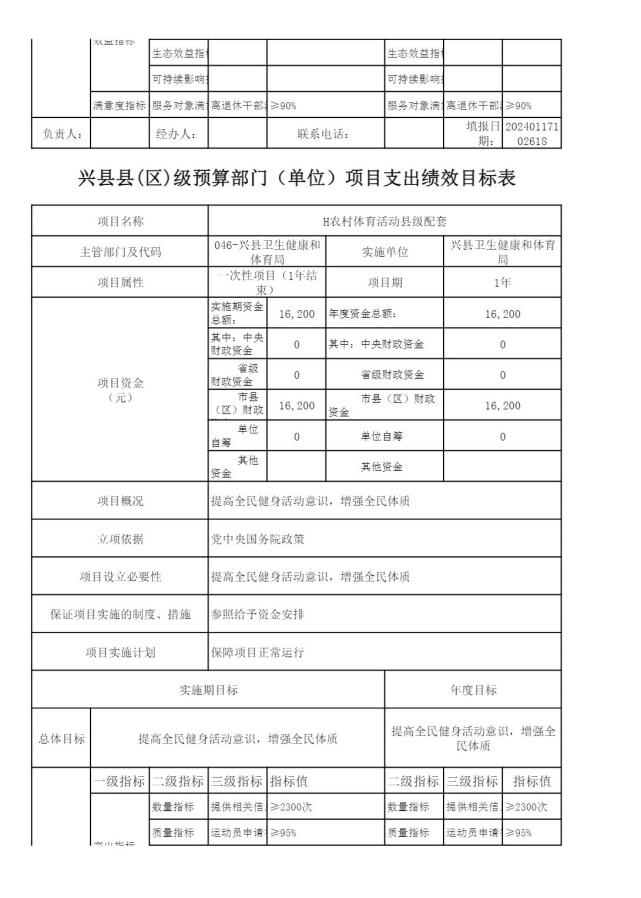 效益指标
生态效益指 生态效益指
可持续影响 可持续影响
满意度指标 服务对象满 离退休干部 ≥90% 服务对象满 离退休干部 ≥90%
负责人： 经办人： 联系电话： 填报日 202401171
期： 02618
兴县县(区)级预算部门（单位）项目支出绩效目标表
项目名称 H农村体育活动县级配套
主管部门及代码 046-兴县卫生健康和 实施单位 兴县卫生健康和体育
体育局 局
项目属性 一次性项目（1年结 项目期 1年
束）
项目资金
（元）
实施期资金 16,200 年度资金总额： 16,200
总额：
其中：中央 0 其中：中央财政资金 0
财政资金
省级 0 省级财政资金 0
财政资金
市县 16,200 市县（区）财政 16,200
（区）财政 资金
单位 0 单位自筹 0
自筹
其他 其他资金
资金
项目概况 提高全民健身活动意识，增强全民体质
立项依据 党中央国务院政策
项目设立必要性 提高全民健身活动意识，增强全民体质
保证项目实施的制度、措施 参照给予资金安排
项目实施计划 保障项目正常运行
实施期目标 年度目标
总体目标 提高全民健身活动意识，增强全民体质 提高全民健身活动意识，增强全
民体质
一级指标 二级指标 三级指标 指标值 二级指标 三级指标 指标值
数量指标 提供相关信 ≥2300次 数量指标 提供相关信 ≥2300次
质量指标 运动员申请 ≥95% 质量指标 运动员申请 ≥95%
产出指标